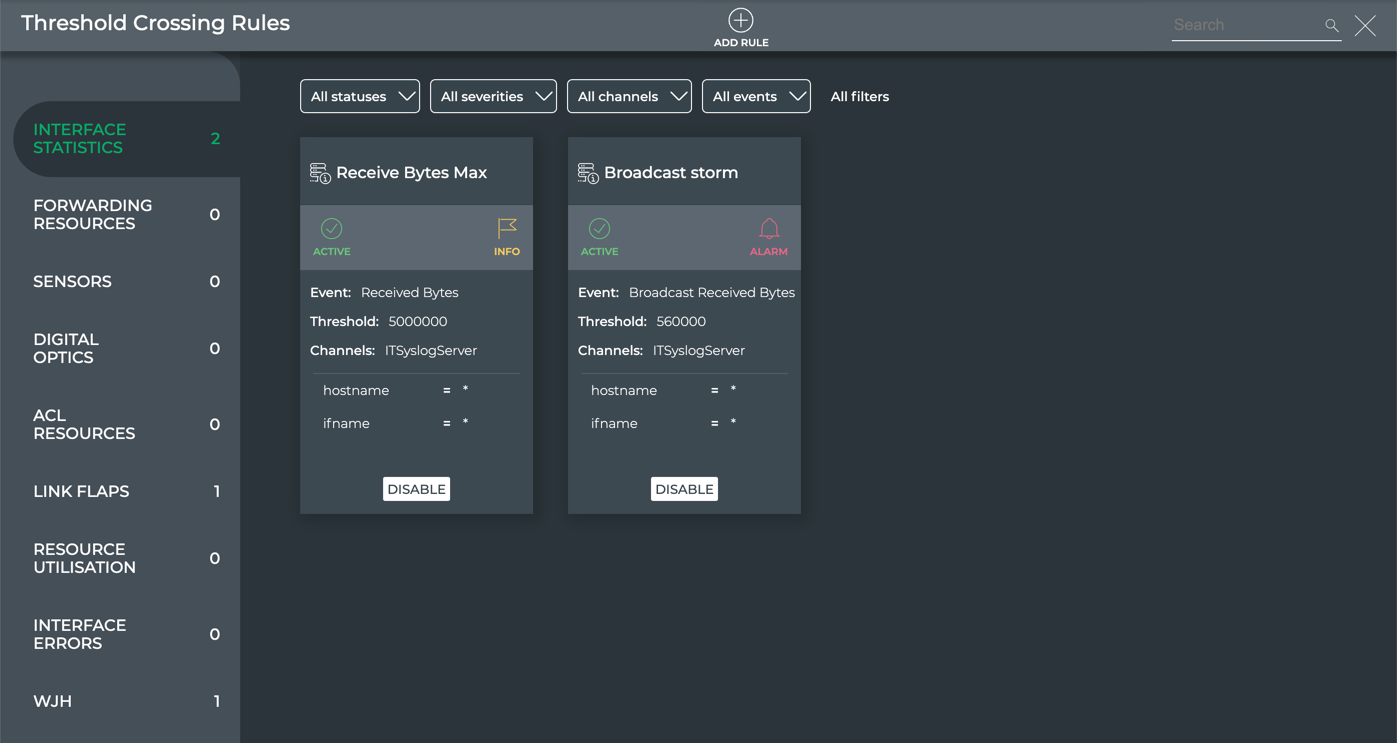 Threshold Crossing Rules
ADD RULE
Search
All statuses
All severities
All channels
All events
All filters
INTERFACE
STATISTICS
2
FORWARDING
RESOURCES
0
SENSORS
0
DIGITAL
OPTICS
0
ACL
RESOURCES
0
LINK FLAPS
1
RESOURCE
UTILISATION
0
INTERFACE
ERRORS
0
WJH
1
Receive Bytes Max
ACTIVE
INFO
Event: Received Bytes
Threshold: 5000000
Channels: ITSyslogServer
hostname = *
ifname = *
DISABLE
Broadcast storm
ACTIVE
ALARM
Event: Broadcast Received Bytes
Threshold: 560000
Channels: ITSyslogServer
hostname = *
ifname = *
DISABLE